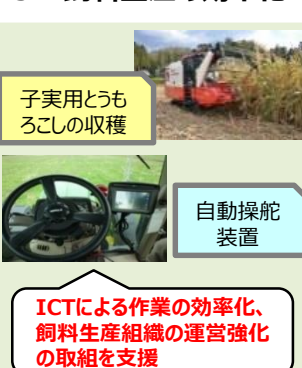 子実用とうも
ろこしの収穫
自動操舵
装置
ICTによる作業の効率化、
飼料生産組織の運営強化
の取組を支援